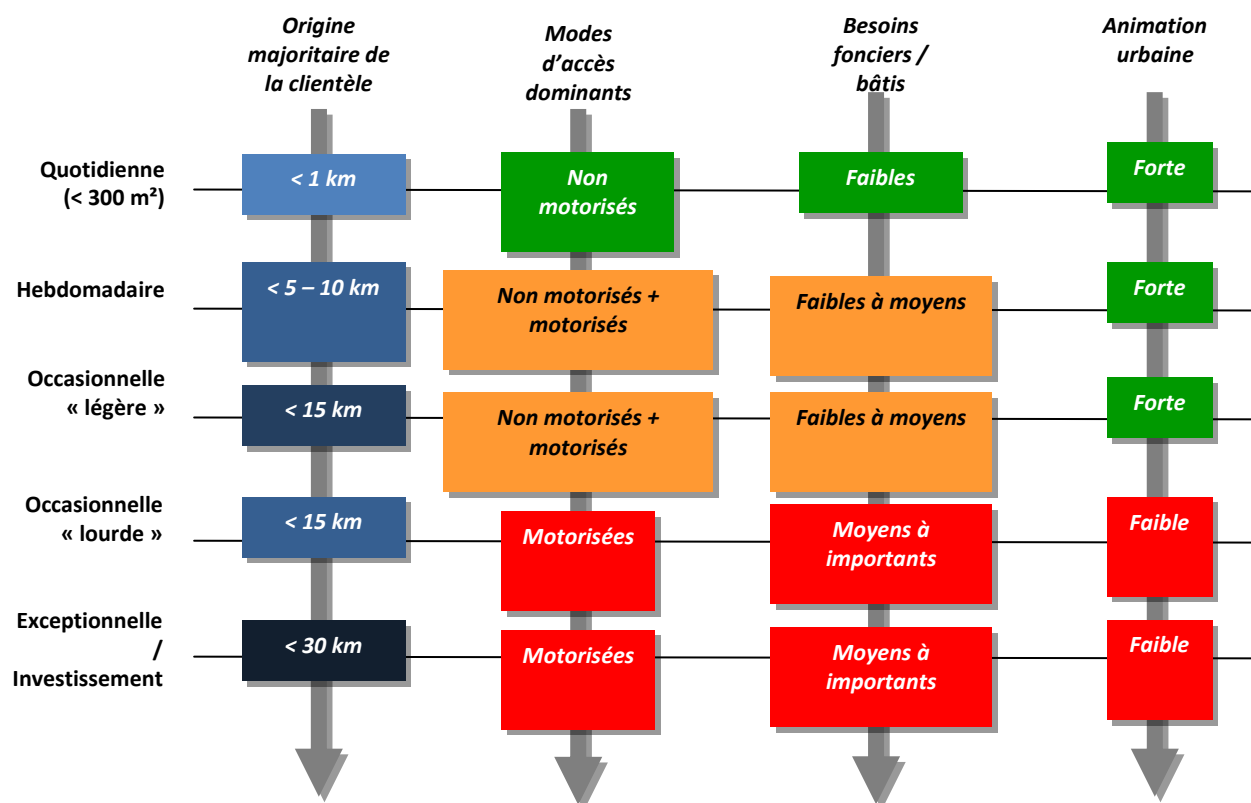 Origine
majoritaire de
la clientèle
Modes
d’accès
dominants
Besoins
fonciers /
bâtis
Animation
urbaine
Quotidienne
(< 300 m²)
< 1 km
Non
motorisés
Faibles
Forte
Hebdomadaire
< 5 – 10 km
Non motorisés +
motorisés
Faibles à moyens
Forte
Occasionnelle
« légère »
< 15 km
Non motorisés +
motorisés
Faibles à moyens
Forte
Occasionnelle
« lourde »
< 15 km
Motorisées
Moyens à
importants
Faible
Exceptionnelle
/
Investissement
< 30 km
Motorisées
Moyens à
importants
Faible